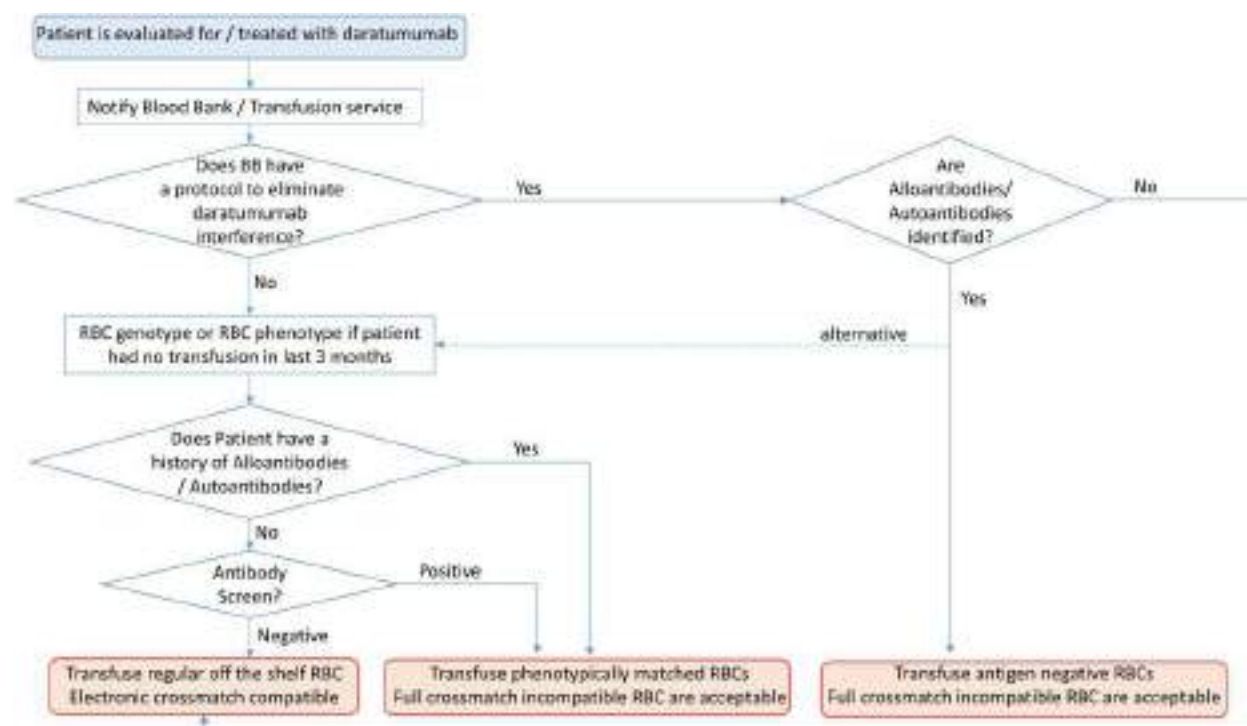 Patient is evaluated for / treated with daratumumab
Notify Blood Bank / Transfusion service
Does BB have
a protocol to eliminate
daratumumab
interference?
Yes
Are
Alloantibodies/
Autoantibodies
identified?
No
No
Yes
RBC genotype or RBC phenotype if patient
had no transfusion in last 3 months
alternative
Does Patient have a
history of Alloantibodies
/ Autoantibodies?
Yes
No
Antibody
Screen?
Positive
Negative
Transfuse regular off the shelf RBC
Electronic crossmatch compatible
Transfuse phenotypically matched RBCs
Full crossmatch incompatible RBC are acceptable
Transfuse antigen negative RBCs
Full crossmatch incompatible RBC are acceptable